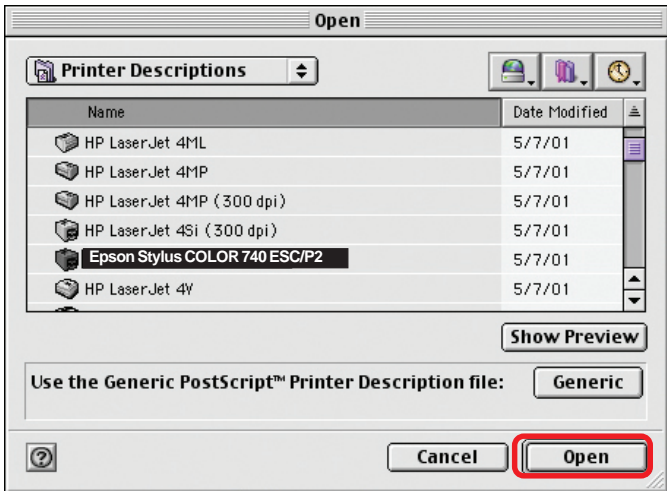 Open
Printer Descriptions
Name Date Modified
HP LaserJet 4ML 5/7/01
HP LaserJet 4MP 5/7/01
HP LaserJet 4MP (300 dpi) 5/7/01
HP LaserJet 4Si (300 dpi) 5/7/01
Epson Stylus COLOR 740 ESC/P2 5/7/01
HP LaserJet 4V 5/7/01
Show Preview
Use the Generic PostScript™ Printer Description file: Generic
? Cancel Open